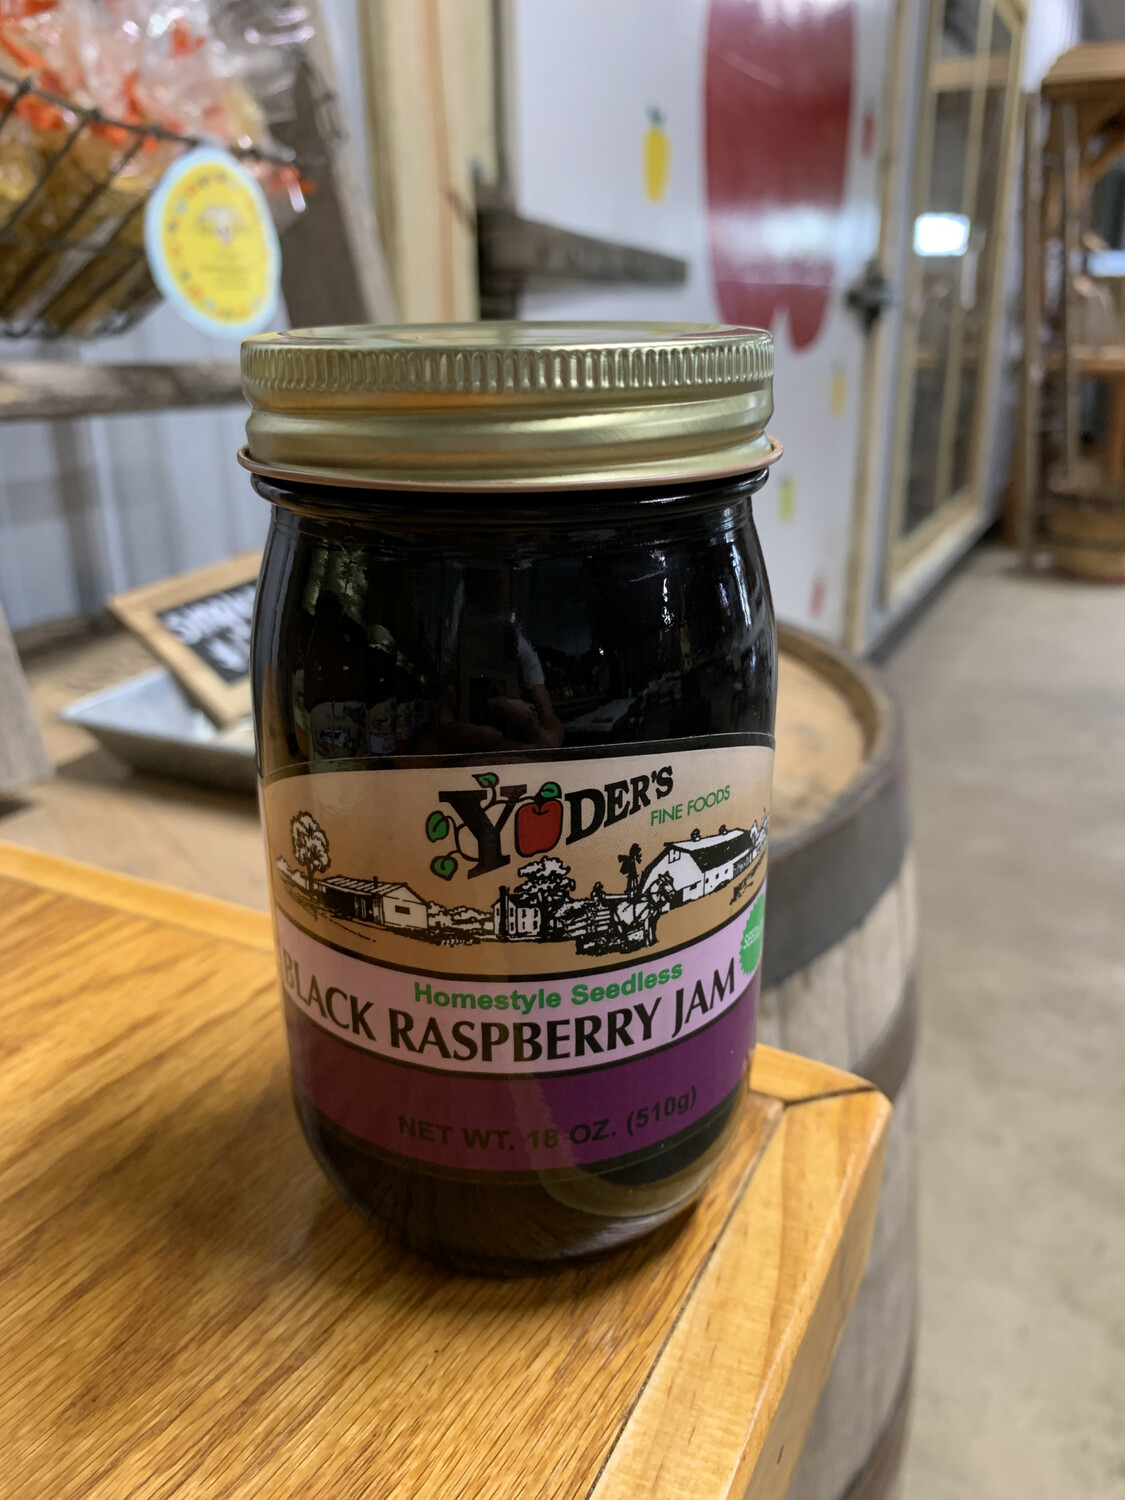 YODER'S
FINE FOODS
Homestyle Seedless
BLACK RASPBERRY JAM
NET WT. 18 OZ. (510g)